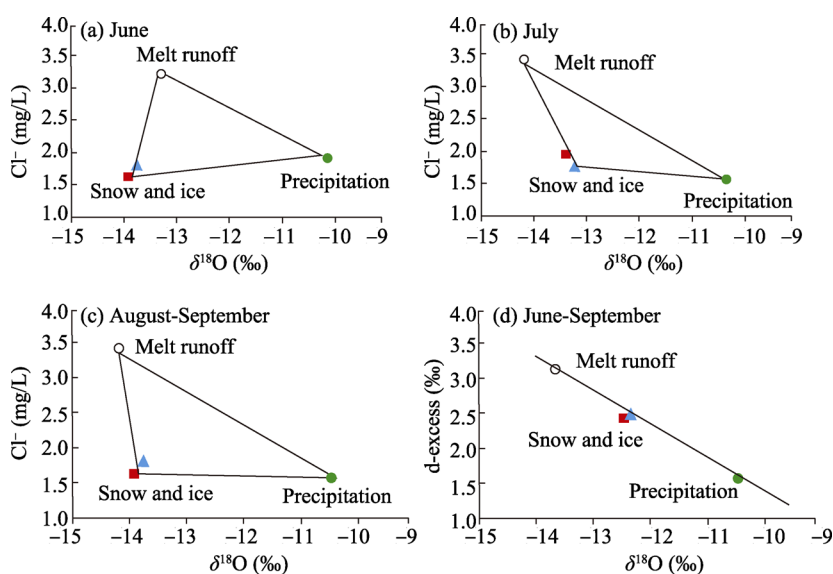 (a) June
Melt runoff
Snow and ice
Precipitation
Cl⁻ (mg/L)
4.0
3.5
3.0
2.5
2.0
1.5
1.0
−15 −14 −13 −12 −11 −10 −9
δ¹⁸O (‰)
(b) July
Melt runoff
Snow and ice
Precipitation
Cl⁻ (mg/L)
4.0
3.5
3.0
2.5
2.0
1.5
1.0
−15 −14 −13 −12 −11 −10 −9
δ¹⁸O (‰)
(c) August-September
Melt runoff
Snow and ice
Precipitation
Cl⁻ (mg/L)
4.0
3.5
3.0
2.5
2.0
1.5
1.0
−15 −14 −13 −12 −11 −10 −9
δ¹⁸O (‰)
(d) June-September
Melt runoff
Snow and ice
Precipitation
d-excess (‰)
4.0
3.5
3.0
2.5
2.0
1.5
1.0
−15 −14 −13 −12 −11 −10 −9
δ¹⁸O (‰)